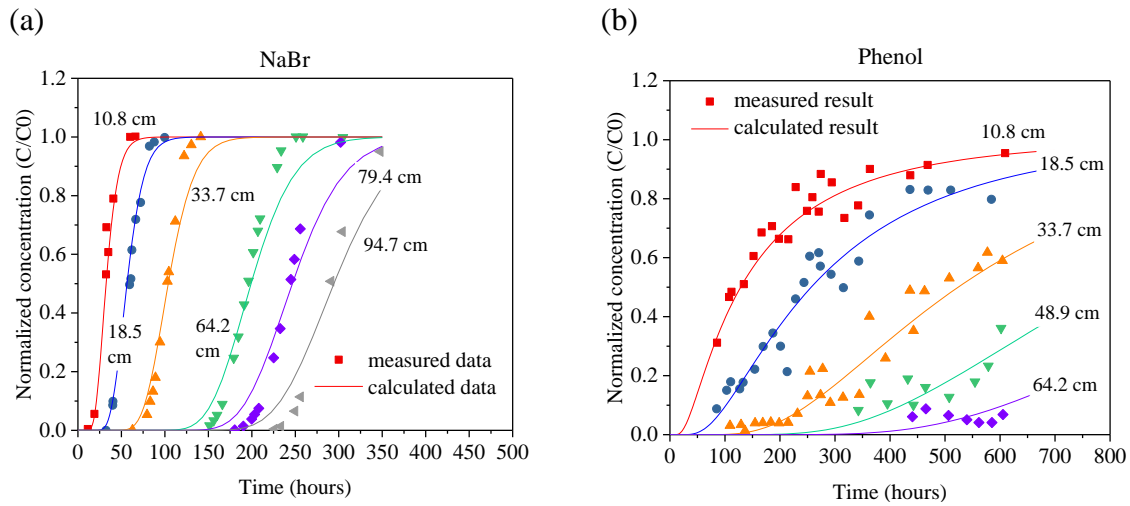 (a)
NaBr
Normalized concentration (C/C0)
1.2
1.0
0.8
0.6
0.4
0.2
0.0
10.8 cm
33.7 cm
79.4 cm
94.7 cm
18.5
cm
64.2
cm
measured data
calculated data
0 50 100 150 200 250 300 350 400 450 500
Time (hours)
(b)
Phenol
Normalized concentration (C/C0)
1.2
1.0
0.8
0.6
0.4
0.2
0.0
measured result
calculated result
10.8 cm
18.5 cm
33.7 cm
48.9 cm
64.2 cm
0 100 200 300 400 500 600 700 800
Time (hours)